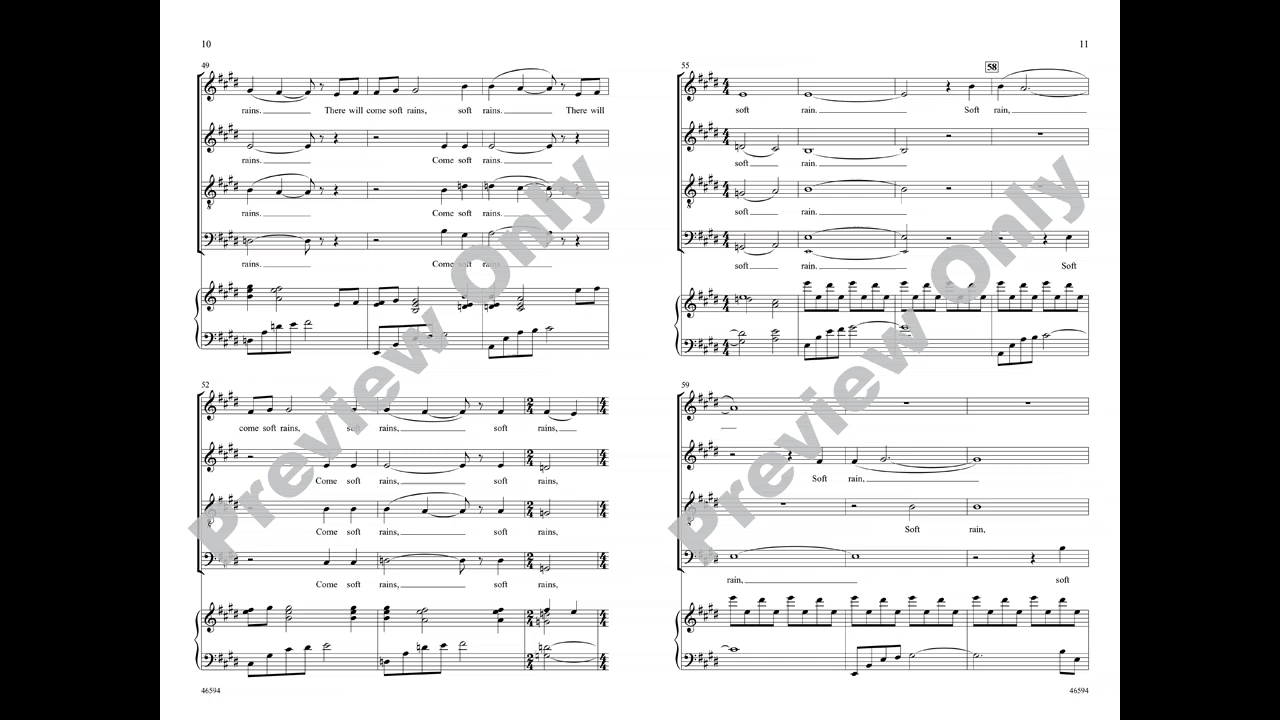 10
49
rains. There will come soft rains, soft rains. There will
rains. Come soft rains.
rains. Come soft rains.
rains. Come soft rains
52
come soft rains, soft rains, soft rains,
Come soft rains, soft rains,
Come soft rains, soft rains,
Come soft rains, soft rains,
46594
Preview Only
11
55
58
soft rain. Soft rain,
soft rain.
soft rain.
soft rain. Soft
59
Soft rain,
Soft rain,
rain, soft
46594
Preview Only